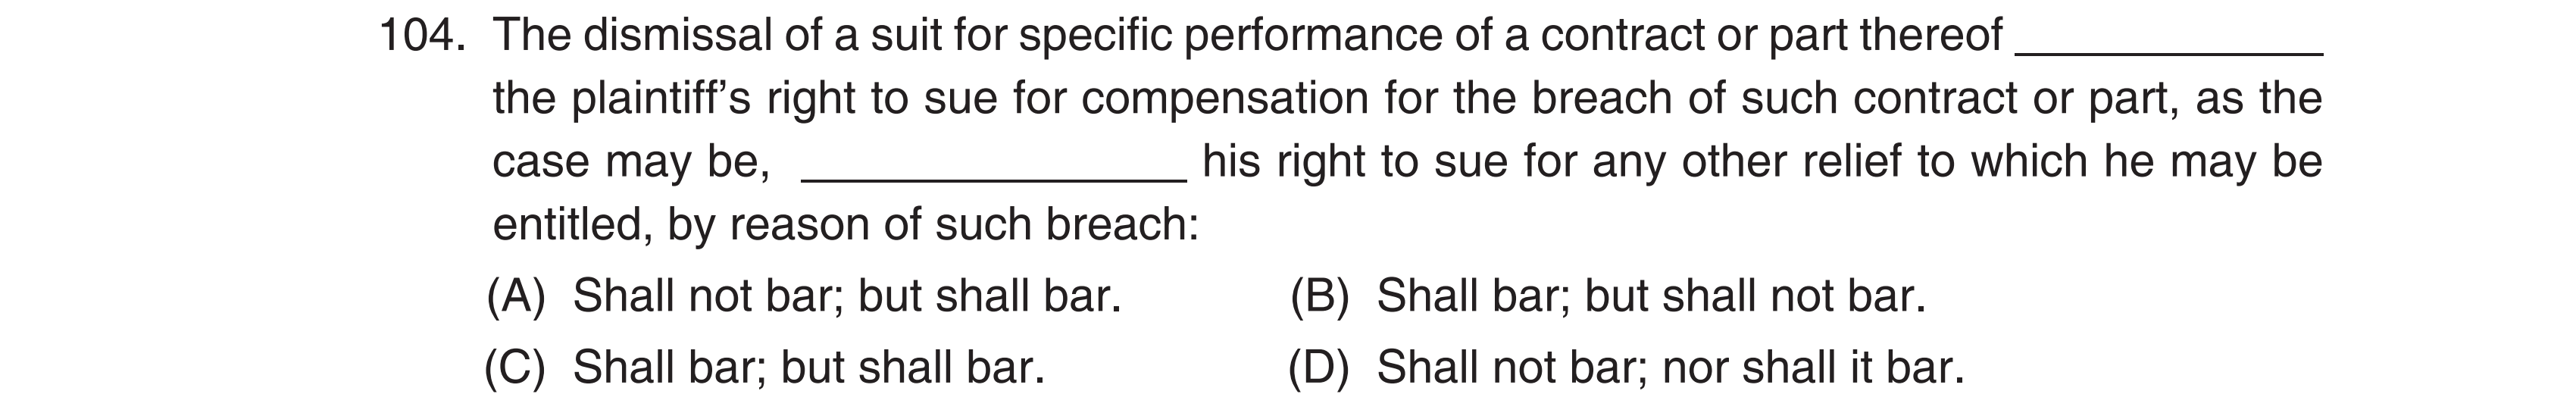 104. The dismissal of a suit for specific performance of a contract or part thereof ____________
the plaintiff’s right to sue for compensation for the breach of such contract or part, as the
case may be, _______________ his right to sue for any other relief to which he may be
entitled, by reason of such breach:
(A) Shall not bar; but shall bar. (B) Shall bar; but shall not bar.
(C) Shall bar; but shall bar. (D) Shall not bar; nor shall it bar.